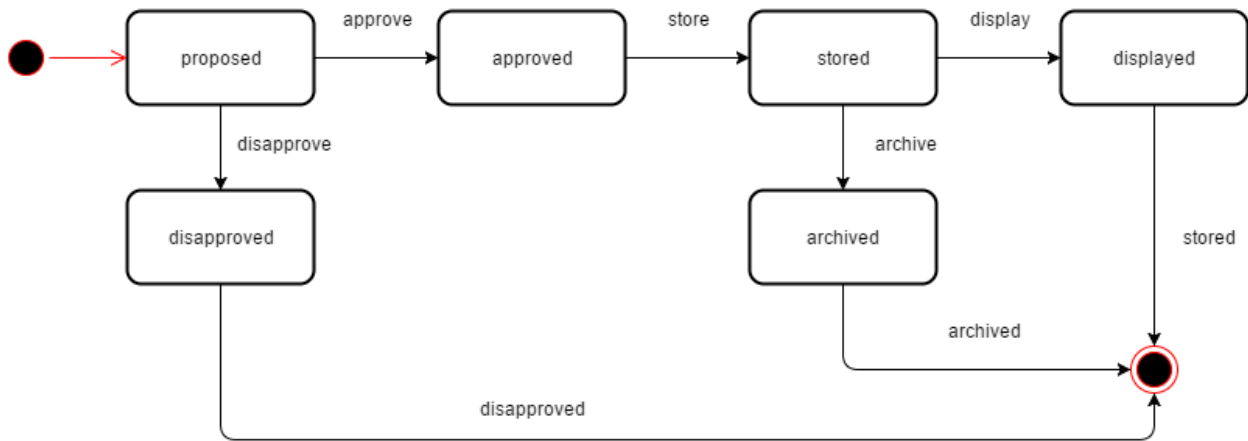 approve
store
display
proposed
approved
stored
displayed
disapprove
archive
disapproved
archived
stored
archived
disapproved